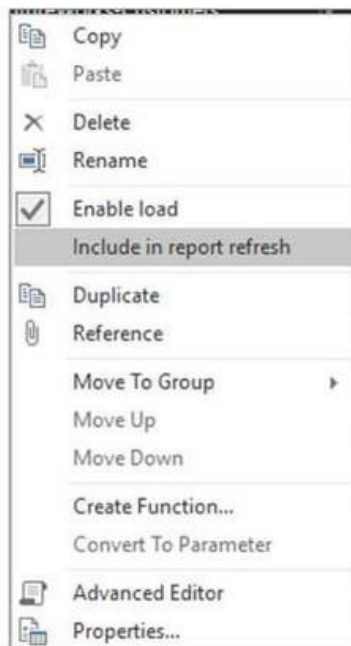 Copy
Paste
Delete
Rename
Enable load
Include in report refresh
Duplicate
Reference
Move To Group
Move Up
Move Down
Create Function...
Convert To Parameter
Advanced Editor
Properties...